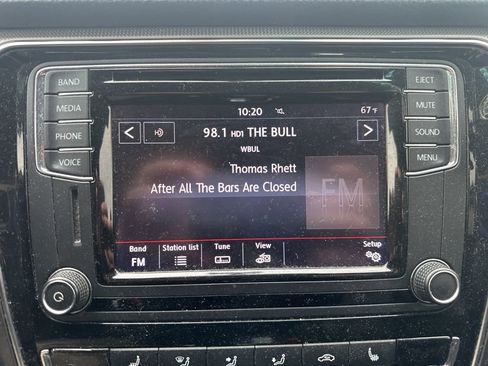 BAND
MEDIA
PHONE
VOICE
EJECT
MUTE
SOUND
MENU
10:20
67°F
98.1 HD1 THE BULL
WBUL
Thomas Rhett
After All The Bars Are Closed
FM
Band
Station list
Tune
View
Setup
FM